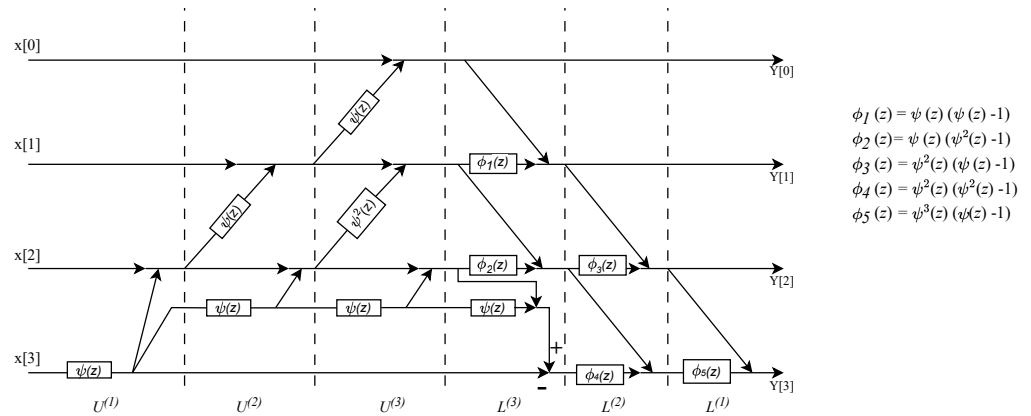 x[0]
Y[0]
ψ(z)
x[1]
ϕ1(z)
Y[1]
ψ(z)
ψ²(z)
x[2]
ϕ2(z)
ϕ3(z)
Y[2]
ψ(z)
ψ(z)
ψ(z)
+
x[3]
ψ(z)
-
ϕ4(z)
ϕ5(z)
Y[3]
U(1)
U(2)
U(3)
L(3)
L(2)
L(1)
ϕ1 (z) = ψ (z) (ψ (z) -1)
ϕ2 (z)= ψ (z) (ψ²(z) -1)
ϕ3 (z) = ψ²(z) (ψ (z) -1)
ϕ4 (z) = ψ²(z) (ψ²(z) -1)
ϕ5 (z) = ψ³(z) (ψ(z) -1)